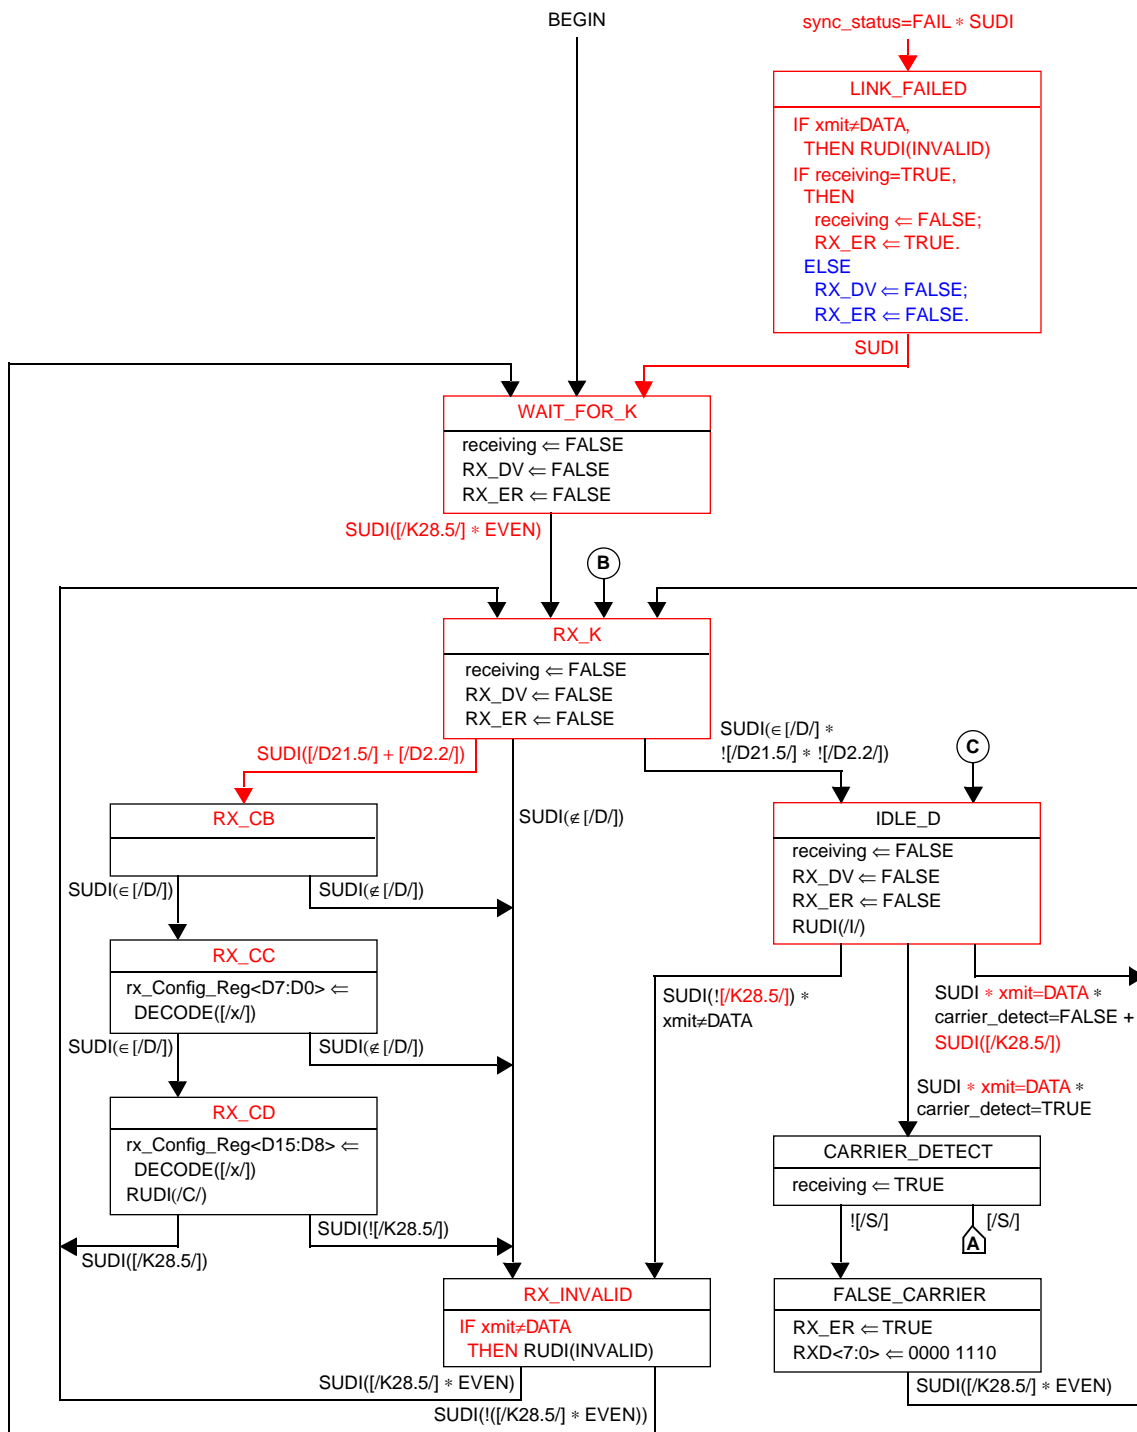 BEGIN
sync_status=FAIL ∗ SUDI
LINK_FAILED
IF xmit≠DATA,
THEN RUDI(INVALID)
IF receiving=TRUE,
THEN
receiving ⇐ FALSE;
RX_ER ⇐ TRUE.
ELSE
RX_DV ⇐ FALSE;
RX_ER ⇐ FALSE.
SUDI
WAIT_FOR_K
receiving ⇐ FALSE
RX_DV ⇐ FALSE
RX_ER ⇐ FALSE
SUDI([/K28.5/] ∗ EVEN)
B
RX_K
receiving ⇐ FALSE
RX_DV ⇐ FALSE
RX_ER ⇐ FALSE
SUDI([/D21.5/] + [/D2.2/])
SUDI(∈[/D/] ∗
![/D21.5/] ∗ ![/D2.2/])
C
RX_CB
SUDI(∉[/D/])
IDLE_D
receiving ⇐ FALSE
RX_DV ⇐ FALSE
RX_ER ⇐ FALSE
RUDI(/I/)
SUDI(∈[/D/])
SUDI(∉[/D/])
RX_CC
rx_Config_Reg<D7:D0> ⇐
DECODE([/x/])
SUDI(![/K28.5/]) ∗
xmit≠DATA
SUDI ∗ xmit=DATA ∗
carrier_detect=FALSE +
SUDI([/K28.5/])
SUDI(∈[/D/])
SUDI(∉[/D/])
SUDI ∗ xmit=DATA ∗
carrier_detect=TRUE
RX_CD
rx_Config_Reg<D15:D8> ⇐
DECODE([/x/])
RUDI(/C/)
CARRIER_DETECT
receiving ⇐ TRUE
SUDI([/K28.5/])
SUDI(![/K28.5/])
![/S/]
[/S/]
A
RX_INVALID
IF xmit≠DATA
THEN RUDI(INVALID)
FALSE_CARRIER
RX_ER ⇐ TRUE
RXD<7:0> ⇐ 0000 1110
SUDI([/K28.5/] ∗ EVEN)
SUDI(!([/K28.5/] ∗ EVEN))
SUDI([/K28.5/] ∗ EVEN)